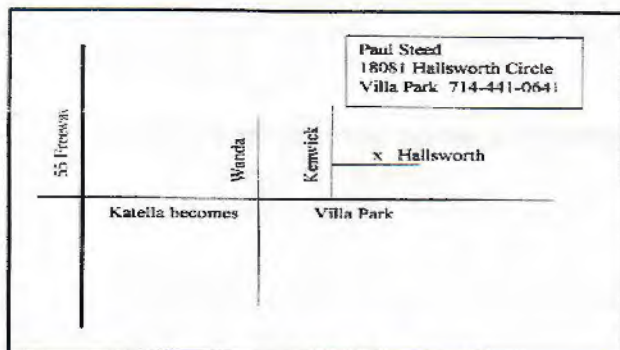 Paul Steed
18081 Hallsworth Circle
Villa Park 714-441-0641
55 Freeway
Wanda
Kenwick
x Hallsworth
Katella becomes
Villa Park